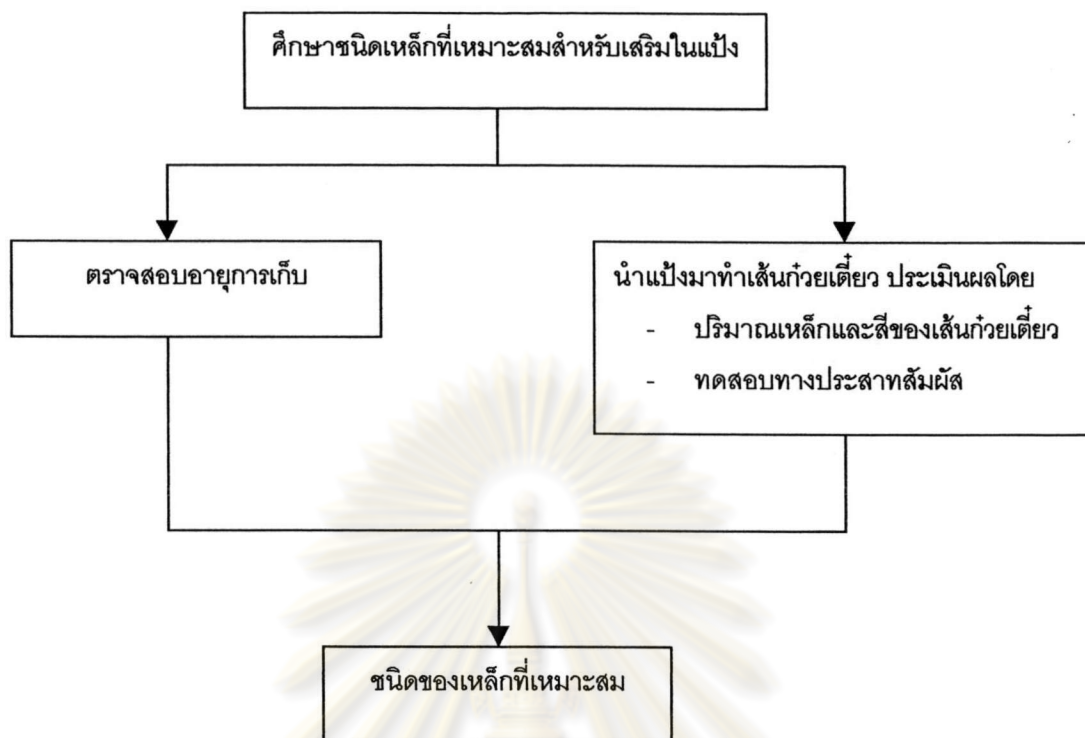 ศึกษาชนิดเหล็กที่เหมาะสมสำหรับเสริมในแป้ง
ตรวจสอบอายุการเก็บ
นำแป้งมาทำเส้นก๋วยเตี๋ยว ประเมินผลโดย
- ปริมาณเหล็กและสีของเส้นก๋วยเตี๋ยว
- ทดสอบทางประสาทสัมผัส
ชนิดของเหล็กที่เหมาะสม